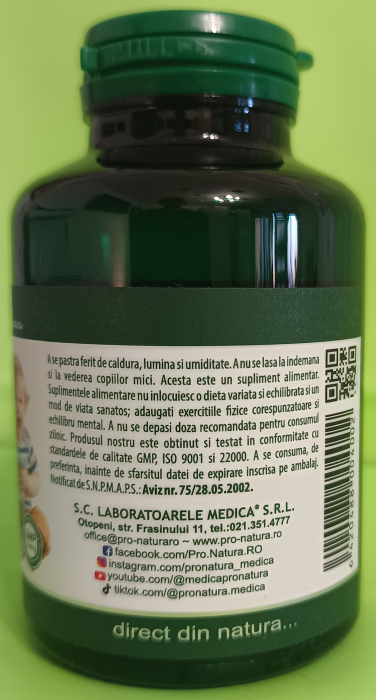 PULL
A se pastra ferit de caldura, lumina si umiditate. A nu se lasa la indemana
si la vederea copiilor mici. Acesta este un supliment alimentar.
Suplimentele alimentare nu inlocuiesc o dieta variata si echilibrata si un
mod de viata sanatos; adaugati exercitiile fizice corespunzatoare si
echilibru mental. A nu se depasi doza recomandata pentru consumul
zilnic. Produsul nostru este obtinut si testat in conformitate cu
standardele de calitate GMP, ISO 9001 si 22000. A se consuma, de
preferinta, inainte de sfarsitul datei de expirare inscrisa pe ambalaj.
Notificat de S.N.P.M.A.P.S.: Aviz nr. 75/28.05.2002.
S.C. LABORATOARELE MEDICA® S.R.L.
Otopeni, str. Frasinului 11, tel.:021.351.4777
office@pro-naturaro ~ www.pro-natura.ro
facebook.com/Pro.Natura.RO
instagram.com/pronatura_medica
youtube.com/@medicapronatura
tiktok.com/@pronatura.medica
direct din natura...